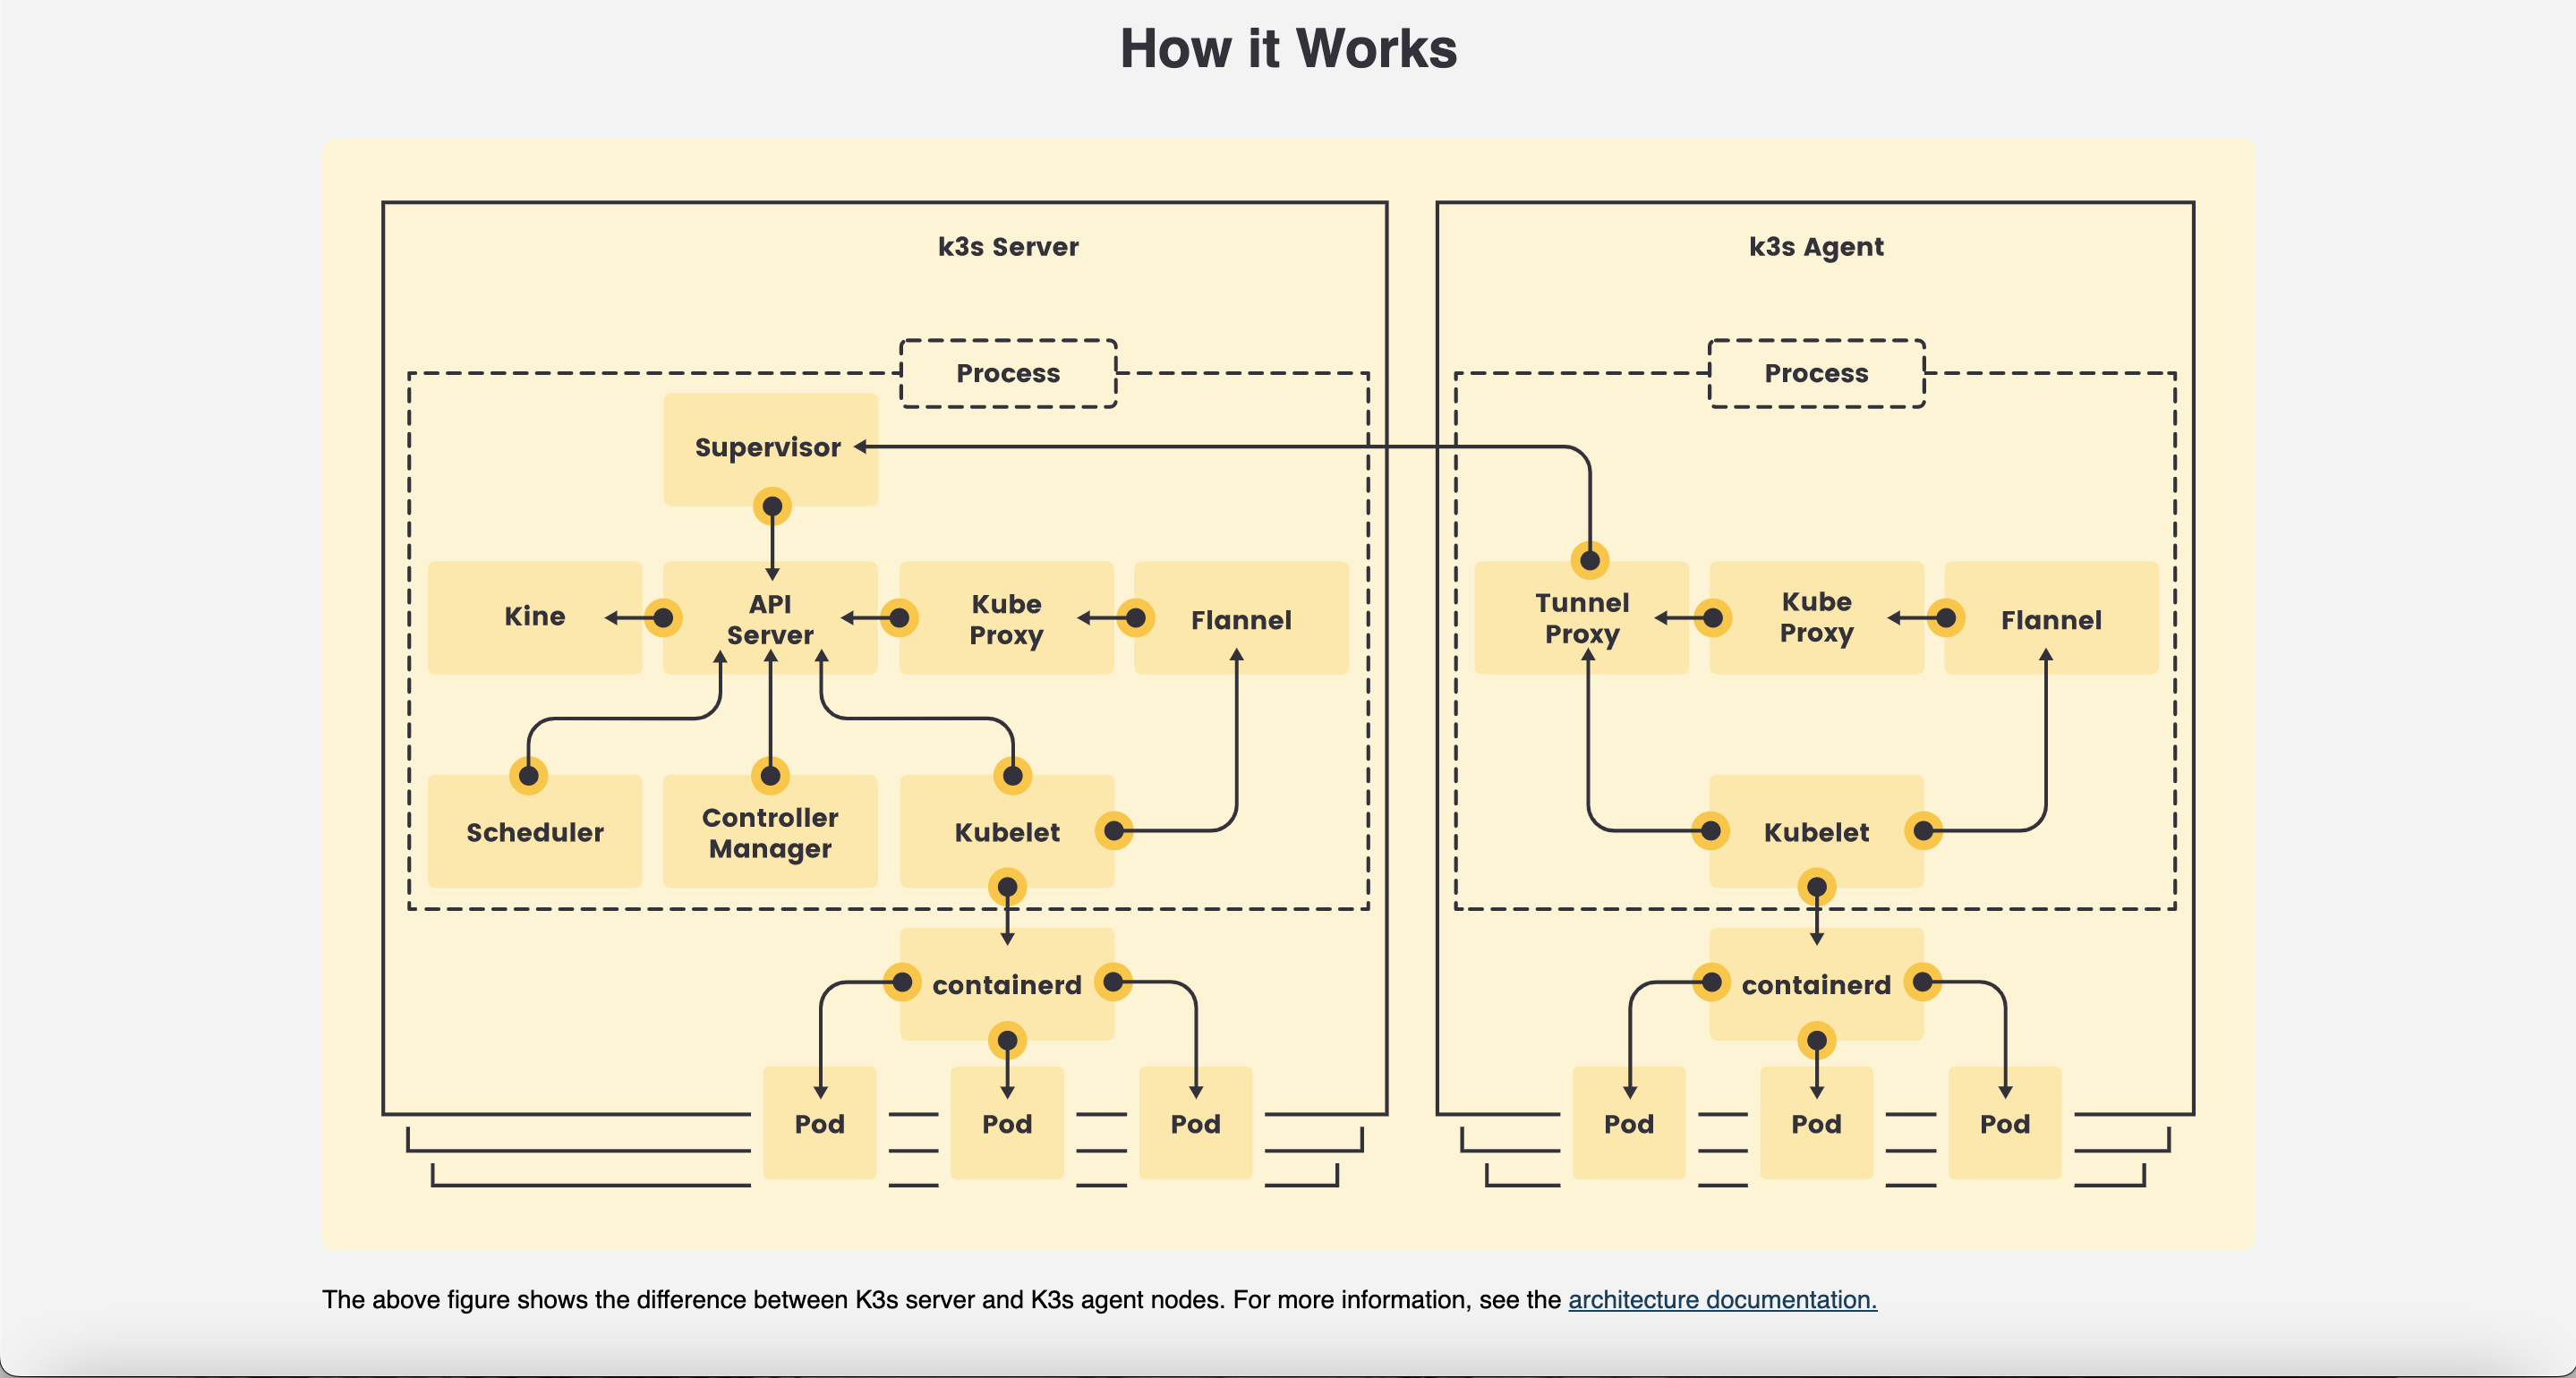 How it Works
k3s Server
k3s Agent
Process
Process
Supervisor
Kine
API
Server
Kube
Proxy
Flannel
Tunnel
Proxy
Kube
Proxy
Flannel
Scheduler
Controller
Manager
Kubelet
Kubelet
containerd
containerd
Pod
Pod
Pod
Pod
Pod
Pod
The above figure shows the difference between K3s server and K3s agent nodes. For more information, see the architecture documentation.